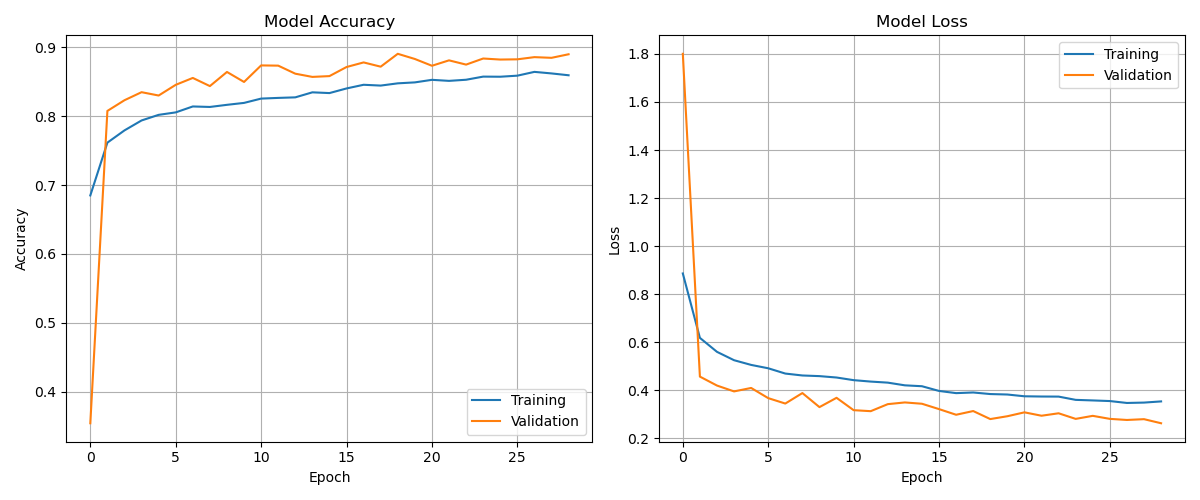 Model Accuracy
Accuracy
0.9
0.8
0.7
0.6
0.5
0.4
0
5
10
15
20
25
Epoch
Training
Validation
Model Loss
Loss
1.8
1.6
1.4
1.2
1.0
0.8
0.6
0.4
0.2
0
5
10
15
20
25
Epoch
Training
Validation